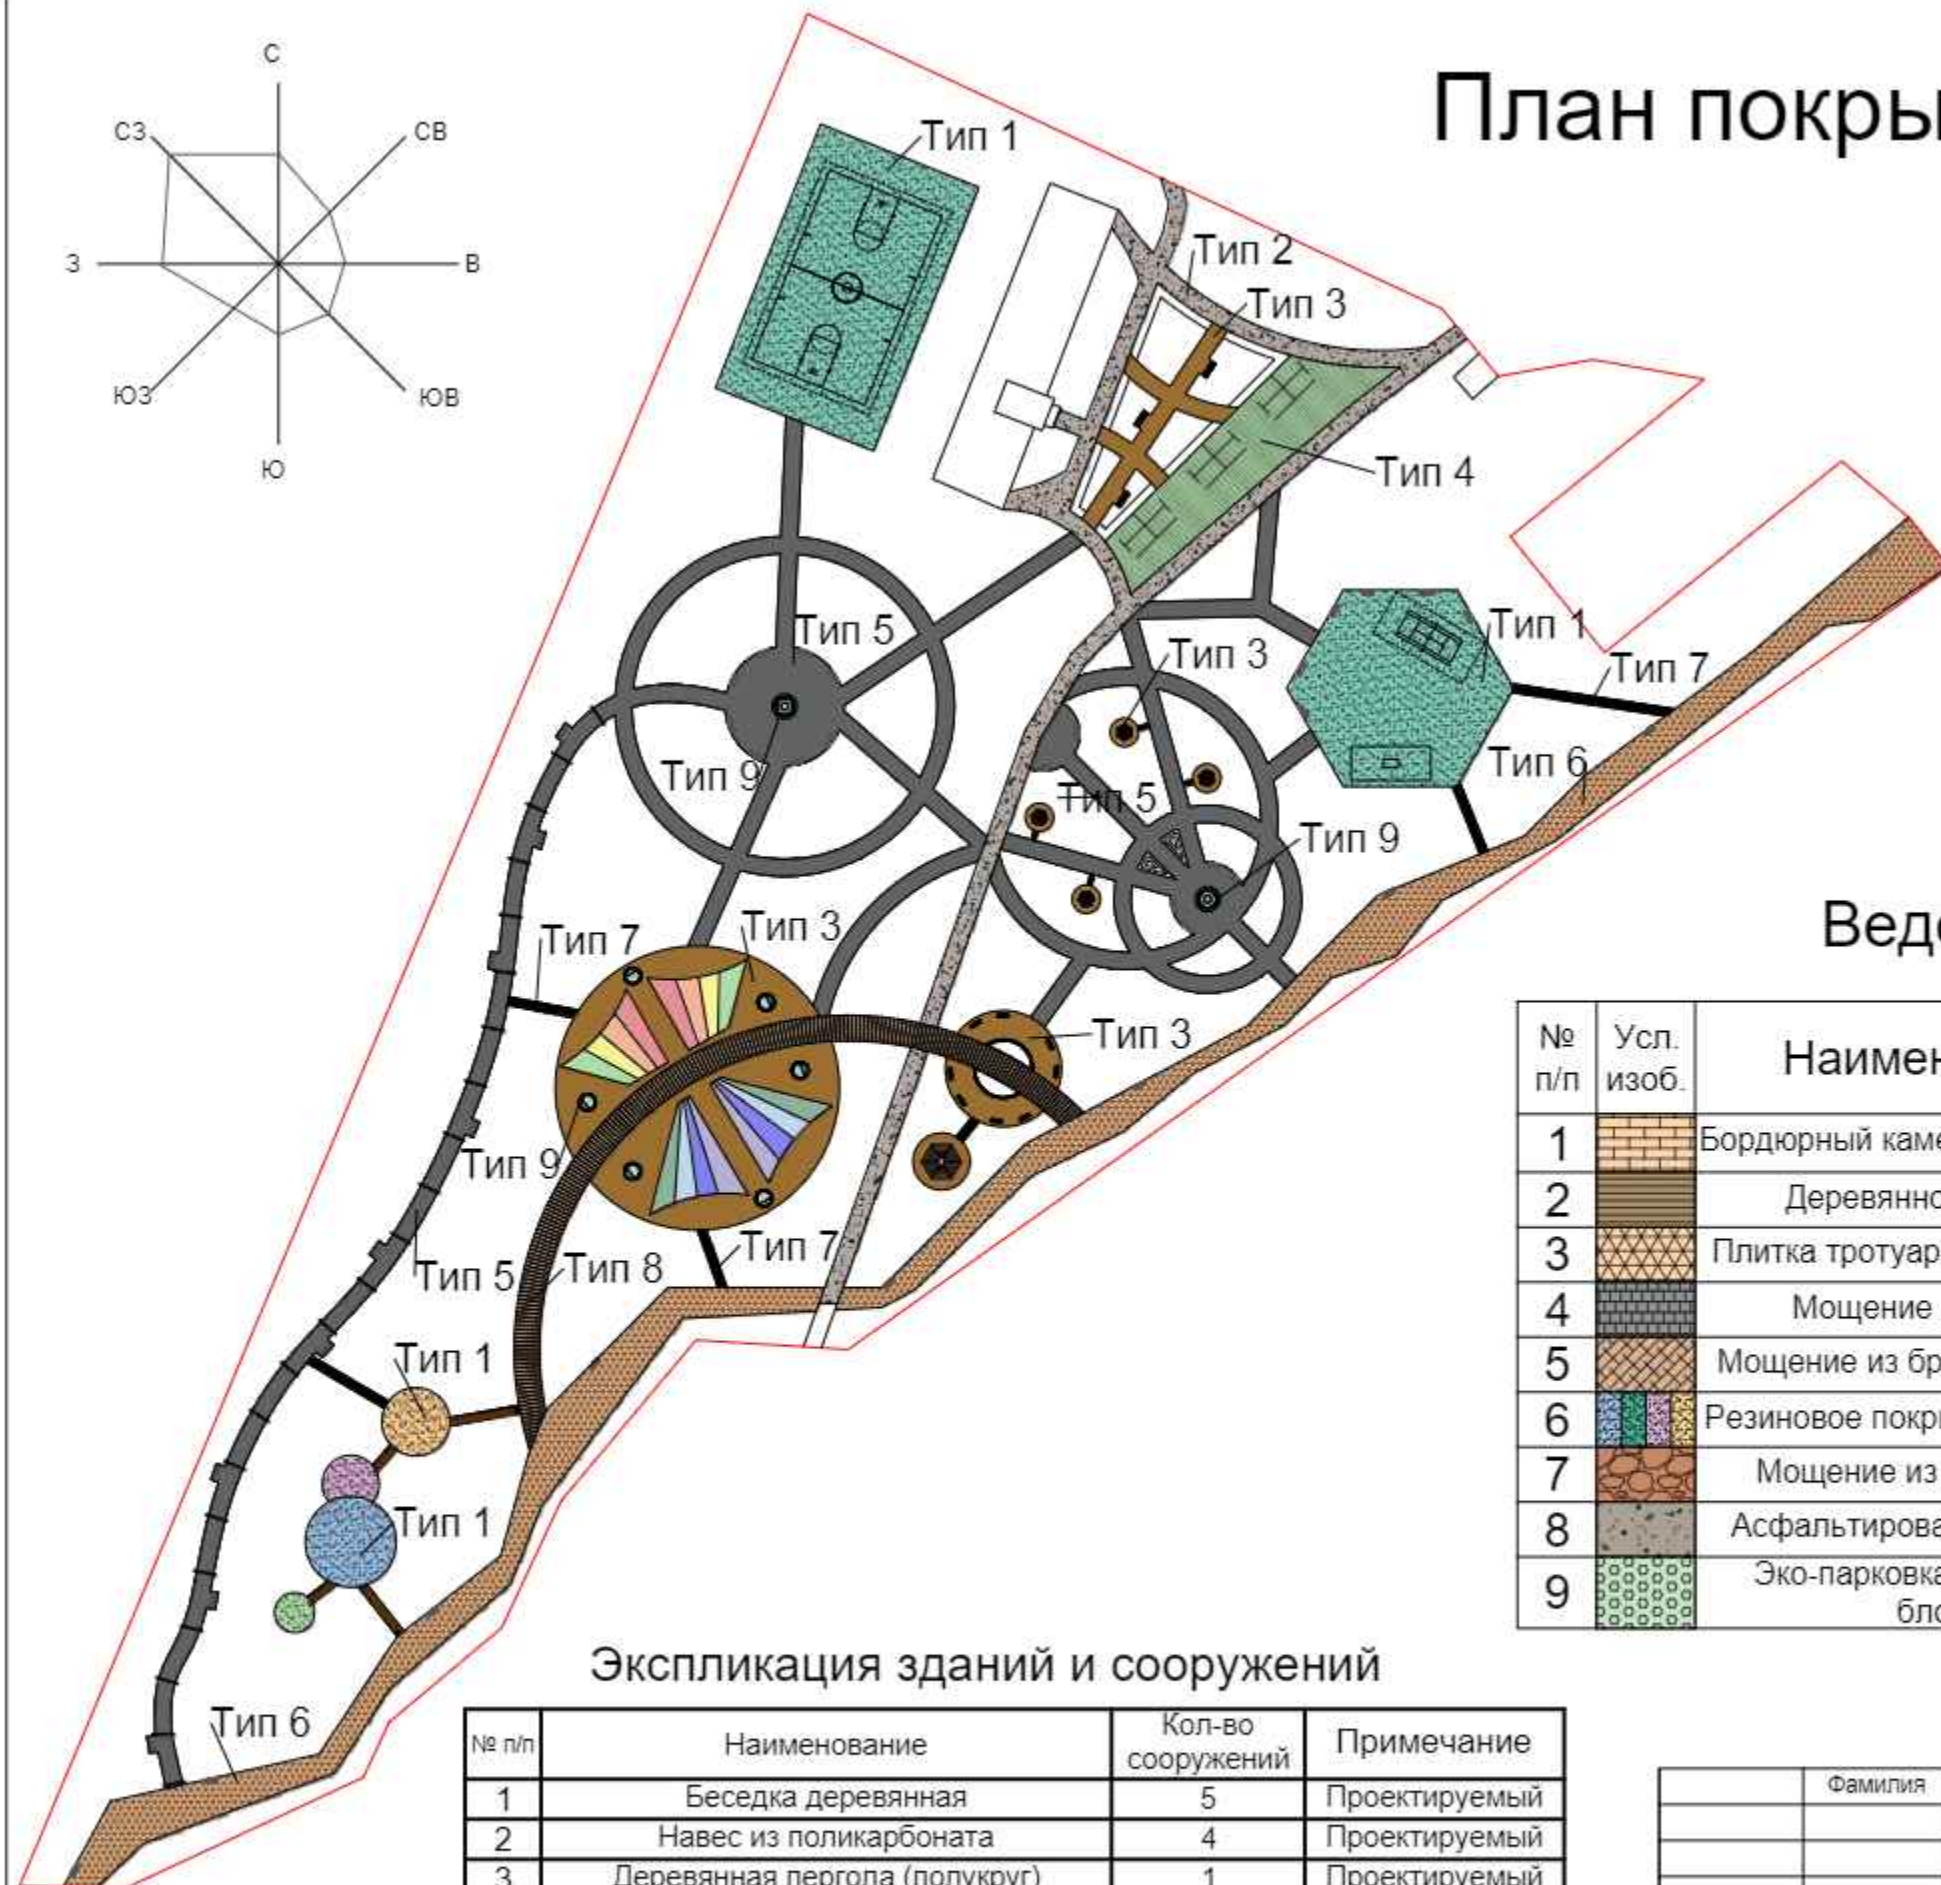 План покры
С
СЗ
СВ
З
В
ЮЗ
ЮВ
Ю
Тип 1
Тип 2
Тип 3
Тип 4
Тип 5
Тип 1
Тип 3
Тип 7
Тип 9
Тип 6
Тип 5
Тип 9
Тип 3
Тип 7
Тип 3
Тип 9
Тип 7
Тип 8
Тип 5
Тип 1
Тип 1
Тип 6
Ведо
№ п/п
Усл. изоб.
Наимен
1 Бордюрный каме
2 Деревянно
3 Плитка тротуар
4 Мощение
5 Мощение из бр
6 Резиновое покр
7 Мощение из
8 Асфальтирова
9 Эко-парковка
бло
Экспликация зданий и сооружений
№ п/п Наименование Кол-во сооружений Примечание
1 Беседка деревянная 5 Проектируемый
2 Навес из поликарбоната 4 Проектируемый
3 Деревянная пергола (полукруг) 1 Проектируемый
Фамилия